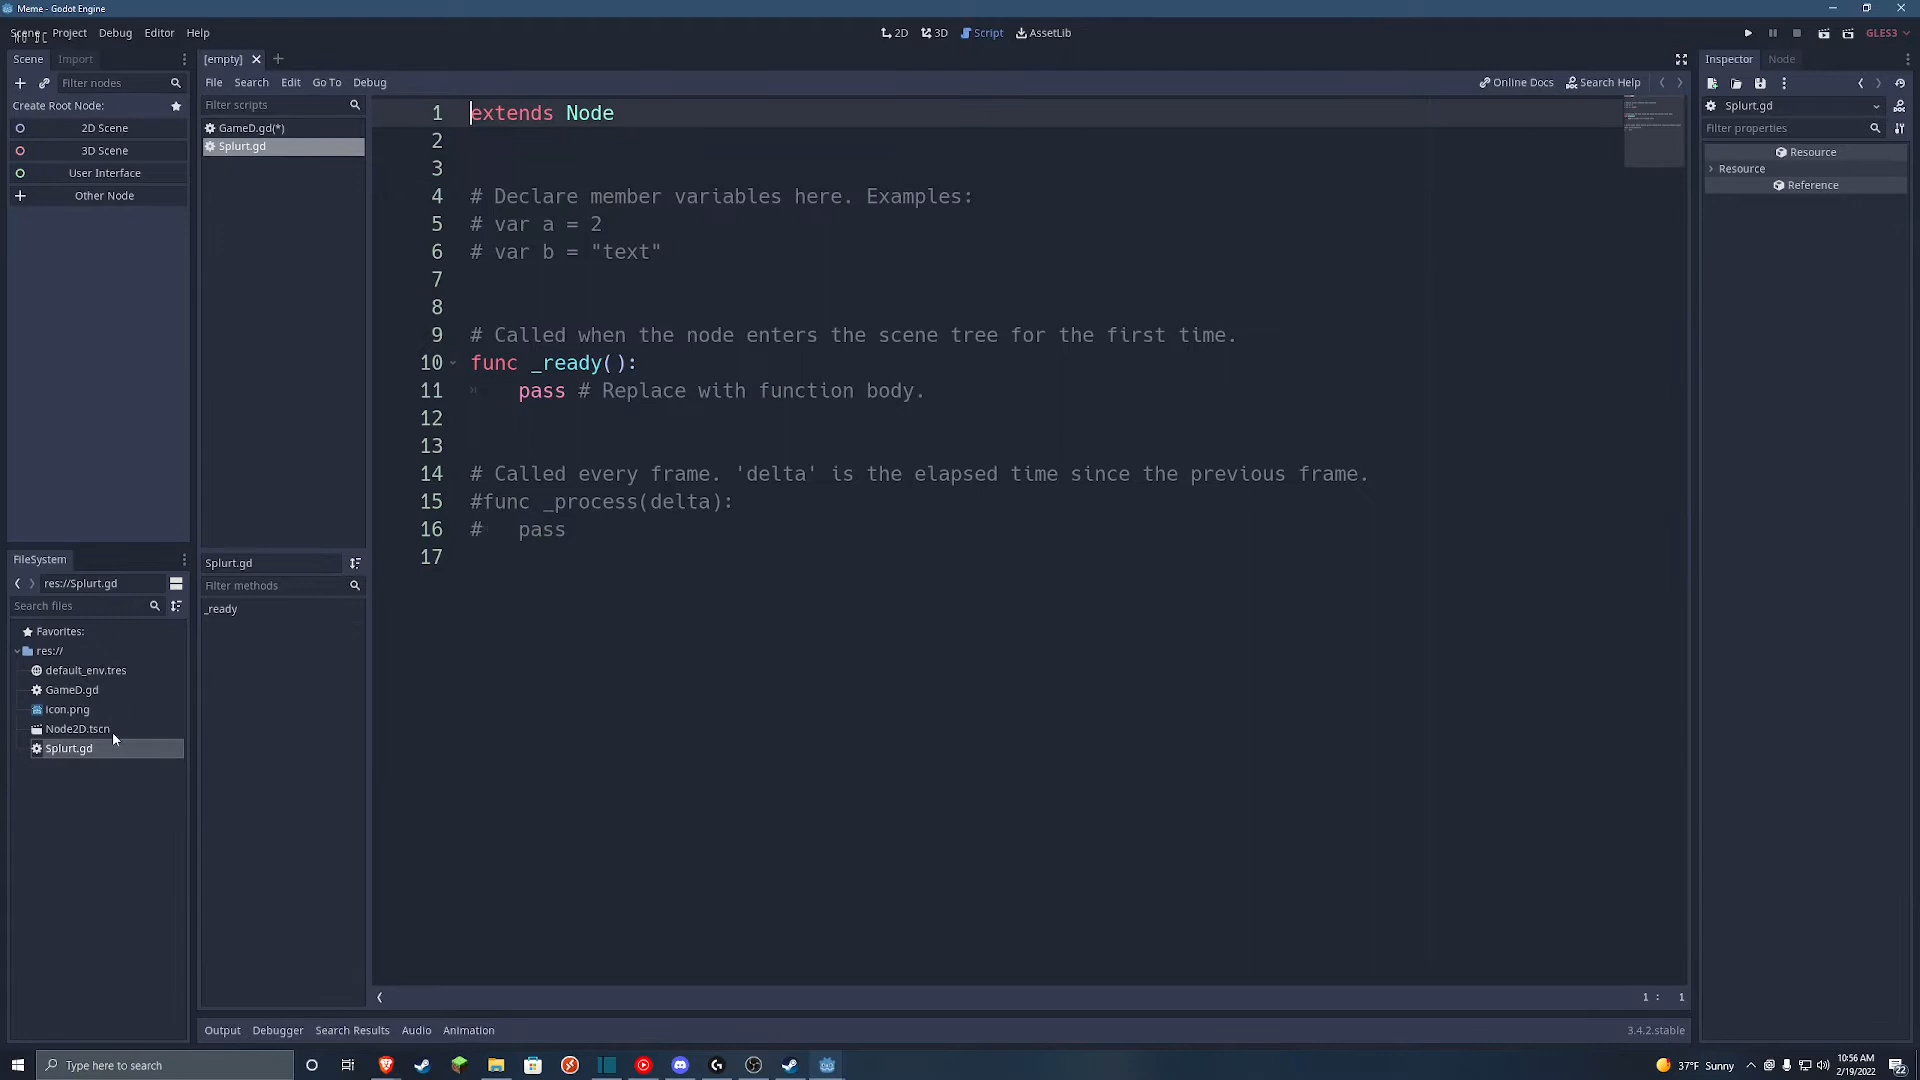 Meme - Godot Engine
Scene Project Debug Editor Help
2D 3D Script AssetLib
GLES3
Scene Import
[empty]
Inspector Node
Filter nodes
File Search Edit Go To Debug
Online Docs Search Help
Create Root Node:
Filter scripts
Splurt.gd
2D Scene
GameD.gd(*)
Filter properties
3D Scene
Splurt.gd
Resource
User Interface
Resource
Other Node
Reference
1 extends Node
2
3
4 # Declare member variables here. Examples:
5 # var a = 2
6 # var b = "text"
7
8
9 # Called when the node enters the scene tree for the first time.
10 func _ready():
11 pass # Replace with function body.
12
13
14 # Called every frame. 'delta' is the elapsed time since the previous frame.
15 #func _process(delta):
16 # pass
17
FileSystem
Splurt.gd
res://Splurt.gd
Filter methods
Search files
_ready
Favorites:
res://
default_env.tres
GameD.gd
icon.png
Node2D.tscn
Splurt.gd
1 : 1
Output Debugger Search Results Audio Animation
3.4.2.stable
Type here to search
37°F Sunny
10:56 AM
2/19/2022
22